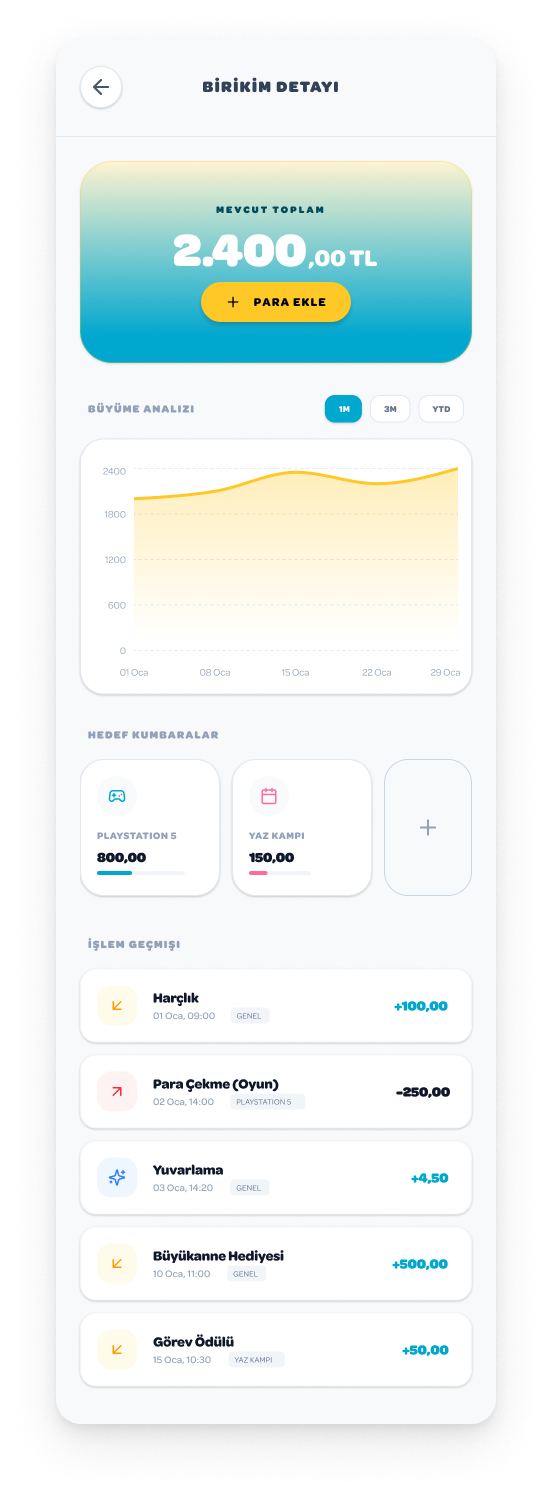 BİRİKİM DETAYI
MEVCUT TOPLAM
2.400,00 TL
+ PARA EKLE
BÜYÜME ANALIZI
1M 3M YTD
2400
1800
1200
600
0
01 Oca 08 Oca 15 Oca 22 Oca 29 Oca
HEDEF KUMBARALAR
PLAYSTATION 5
800,00
YAZ KAMPI
150,00
+
İŞLEM GEÇMIŞI
Harçlık
01 Oca, 09:00 GENEL
+100,00
Para Çekme (Oyun)
02 Oca, 14:00 PLAYSTATION 5
-250,00
Yuvarlama
03 Oca, 14:20 GENEL
+4,50
Büyükanne Hediyesi
10 Oca, 11:00 GENEL
+500,00
Görev Ödülü
15 Oca, 10:30 YAZ KAMPI
+50,00